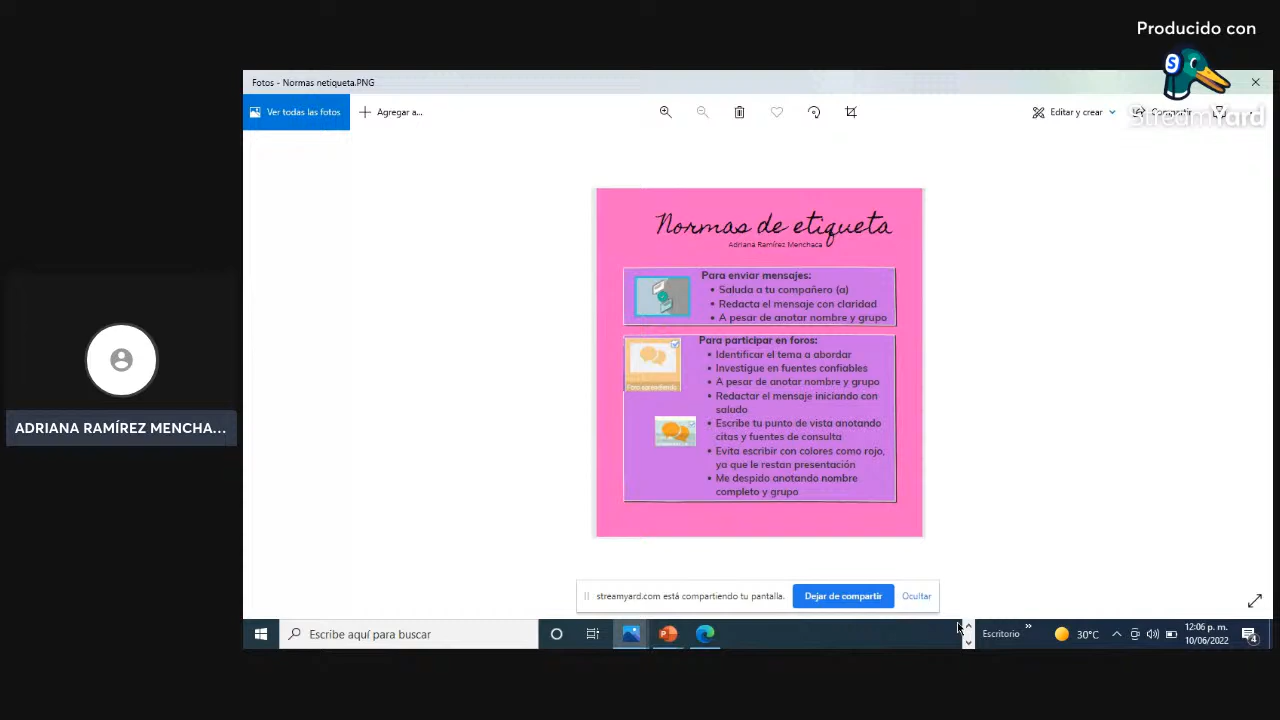 Producido con
StreamYard
Fotos - Normas netiqueta.PNG
Ver todas las fotos
Agregar a...
Editar y crear
Compartir
Normas de etiqueta
Adriana Ramírez Menchaca
Para enviar mensajes:
• Saluda a tu compañero (a)
• Redacta el mensaje con claridad
• A pesar de anotar nombre y grupo
Para participar en foros:
• Identificar el tema a abordar
• Investigue en fuentes confiables
• A pesar de anotar nombre y grupo
• Redactar el mensaje iniciando con
saludo
• Escribe tu punto de vista anotando
citas y fuentes de consulta
• Evita escribir con colores como rojo,
ya que le restan presentación
• Me despido anotando nombre
completo y grupo
ADRIANA RAMÍREZ MENCHA...
streamyard.com está compartiendo tu pantalla.
Dejar de compartir
Ocultar
Escribe aquí para buscar
Escritorio
30°C
12:06 p. m.
10/06/2022
4